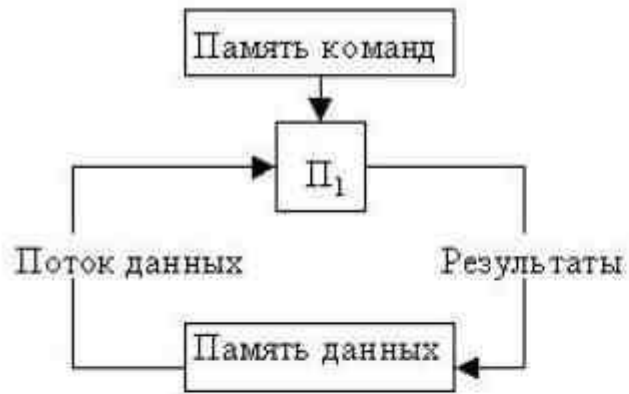 Память команд
П1
Поток данных
Результаты
Память данных